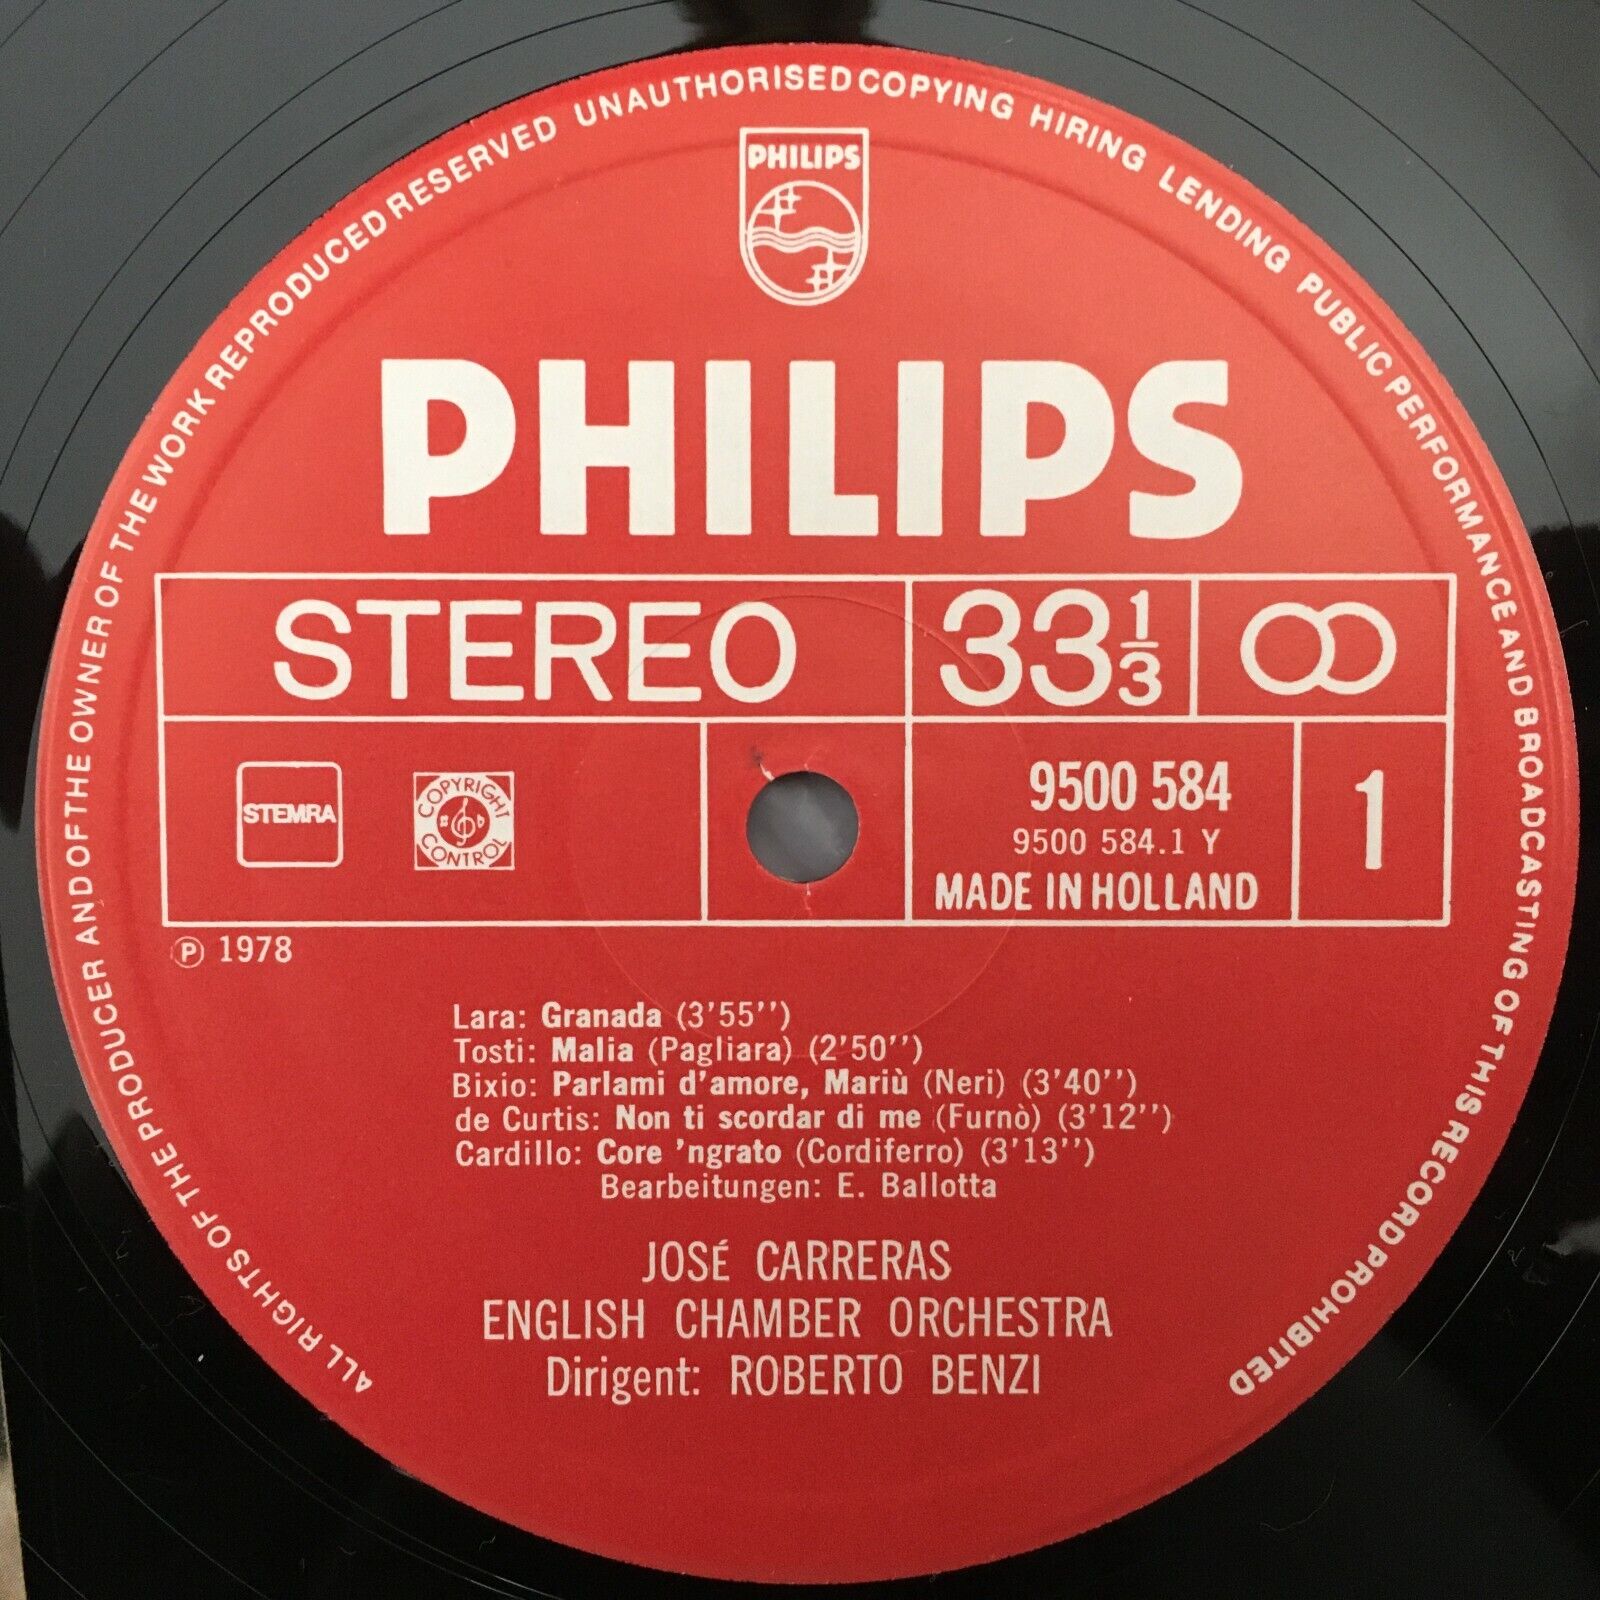 ALL RIGHTS OF THE PRODUCER AND OF THE OWNER OF THE WORK REPRODUCED RESERVED UNAUTHORISED COPYING HIRING LENDING PUBLIC PERFORMANCE AND BROADCASTING OF THIS RECORD PROHIBITED
PHILIPS
PHILIPS
STEREO
33 1/3
STEMRA
COPYRIGHT CONTROL
9500 584
9500 584.1 Y
MADE IN HOLLAND
1
Ⓟ 1978
Lara: Granada (3'55'')
Tosti: Malia (Pagliara) (2'50'')
Bixio: Parlami d'amore, Mariù (Neri) (3'40'')
de Curtis: Non ti scordar di me (Furnò) (3'12'')
Cardillo: Core 'ngrato (Cordiferro) (3'13'')
Bearbeitungen: E. Ballotta
JOSÉ CARRERAS
ENGLISH CHAMBER ORCHESTRA
Dirigent: ROBERTO BENZI